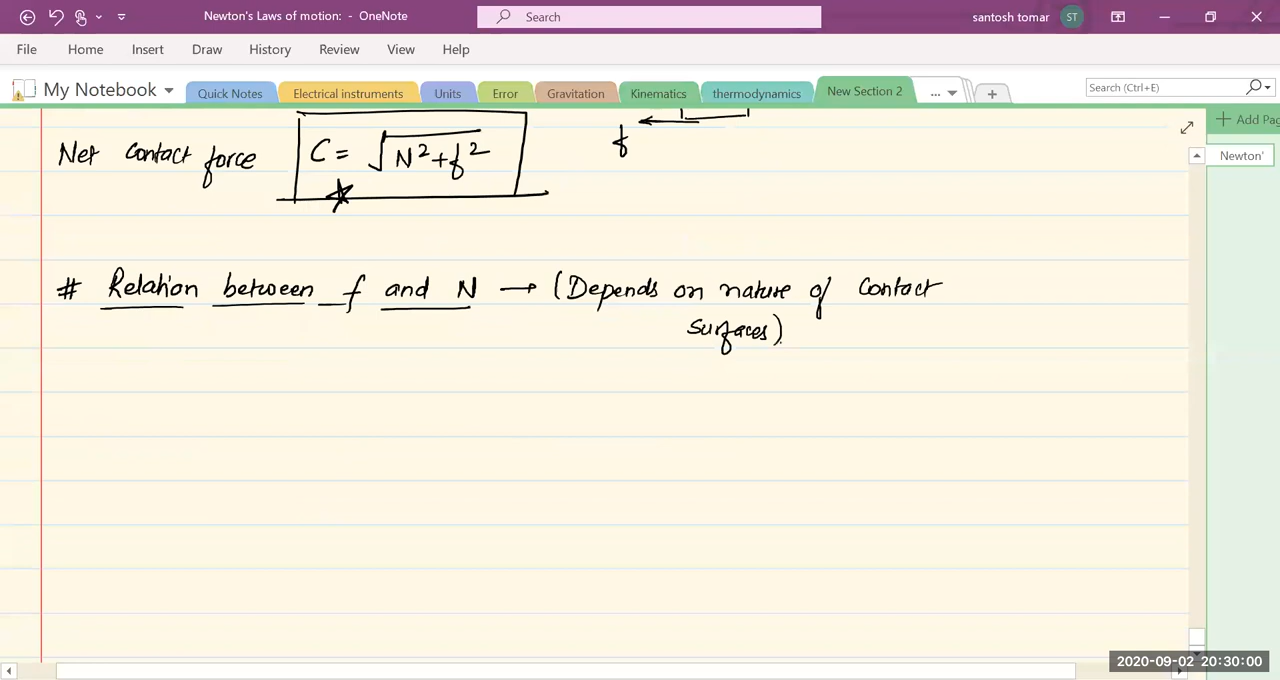 Newton's Laws of motion: - OneNote
Search
santosh tomar
ST
File Home Insert Draw History Review View Help
My Notebook
Quick Notes
Electrical instruments
Units
Error
Gravitation
Kinematics
thermodynamics
New Section 2
...
Search (Ctrl+E)
Add Pag
Newton'
f
Net contact force C = √N²+f²
# Relation between f and N → (Depends on nature of contact
surfaces)
2020-09-02 20:30:00